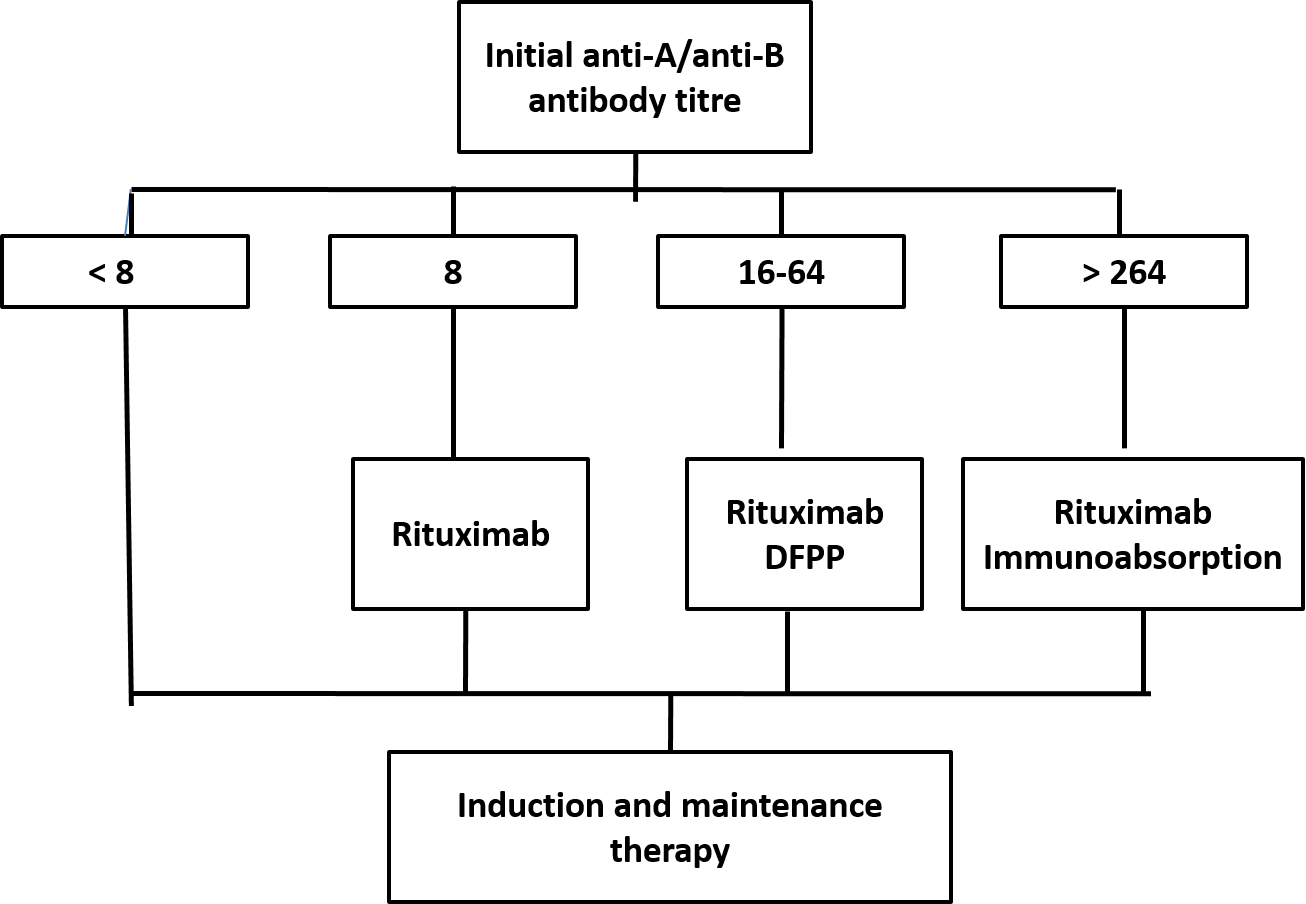 Initial anti-A/anti-B
antibody titre
< 8
8
16-64
> 264
Rituximab
Rituximab
DFPP
Rituximab
Immunoabsorption
Induction and maintenance
therapy